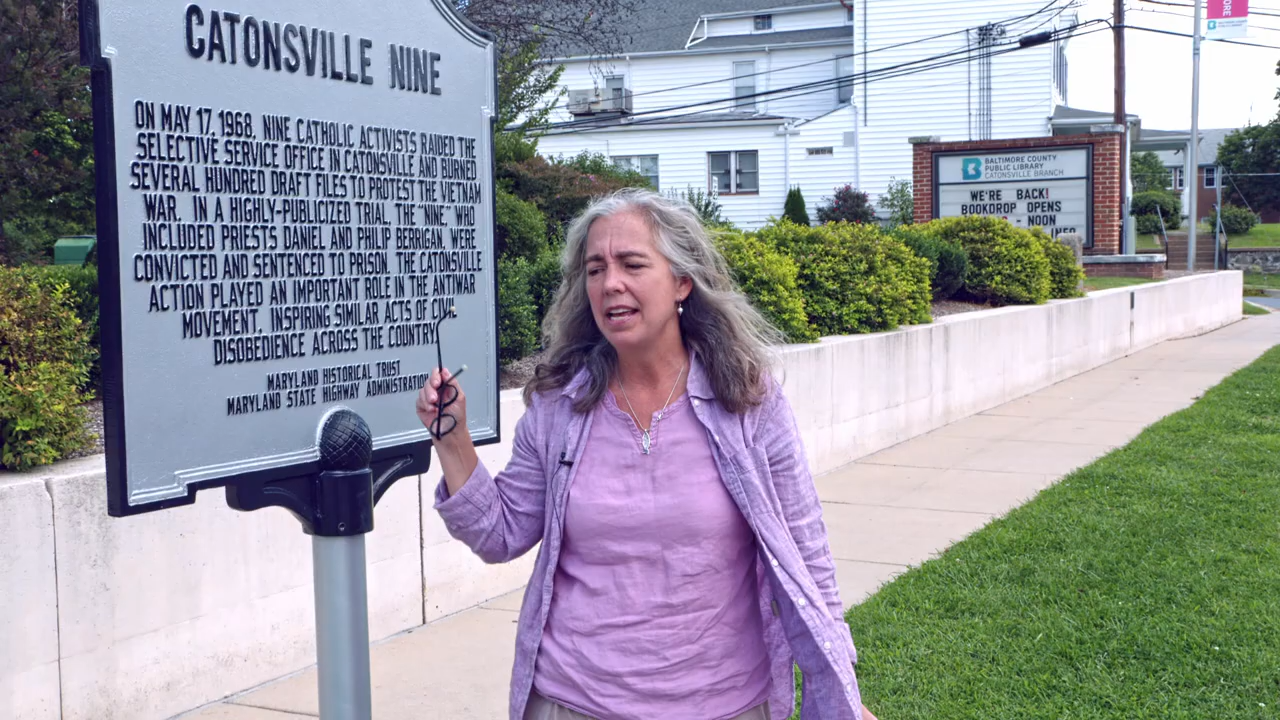 CATONSVILLE NINE
ON MAY 17, 1968, NINE CATHOLIC ACTIVISTS RAIDED THE
SELECTIVE SERVICE OFFICE IN CATONSVILLE AND BURNED
SEVERAL HUNDRED DRAFT FILES TO PROTEST THE VIETNAM
WAR. IN A HIGHLY-PUBLICIZED TRIAL, THE "NINE," WHO
INCLUDED PRIESTS DANIEL AND PHILIP BERRIGAN, WERE
CONVICTED AND SENTENCED TO PRISON. THE CATONSVILLE
ACTION PLAYED AN IMPORTANT ROLE IN THE ANTIWAR
MOVEMENT, INSPIRING SIMILAR ACTS OF CIVIL
DISOBEDIENCE ACROSS THE COUNTRY.
MARYLAND HISTORICAL TRUST
MARYLAND STATE HIGHWAY ADMINISTRATION
BALTIMORE COUNTY
PUBLIC LIBRARY
CATONSVILLE BRANCH
WE'RE BACK!
BOOKDROP OPENS
NOON
INFO
ORE